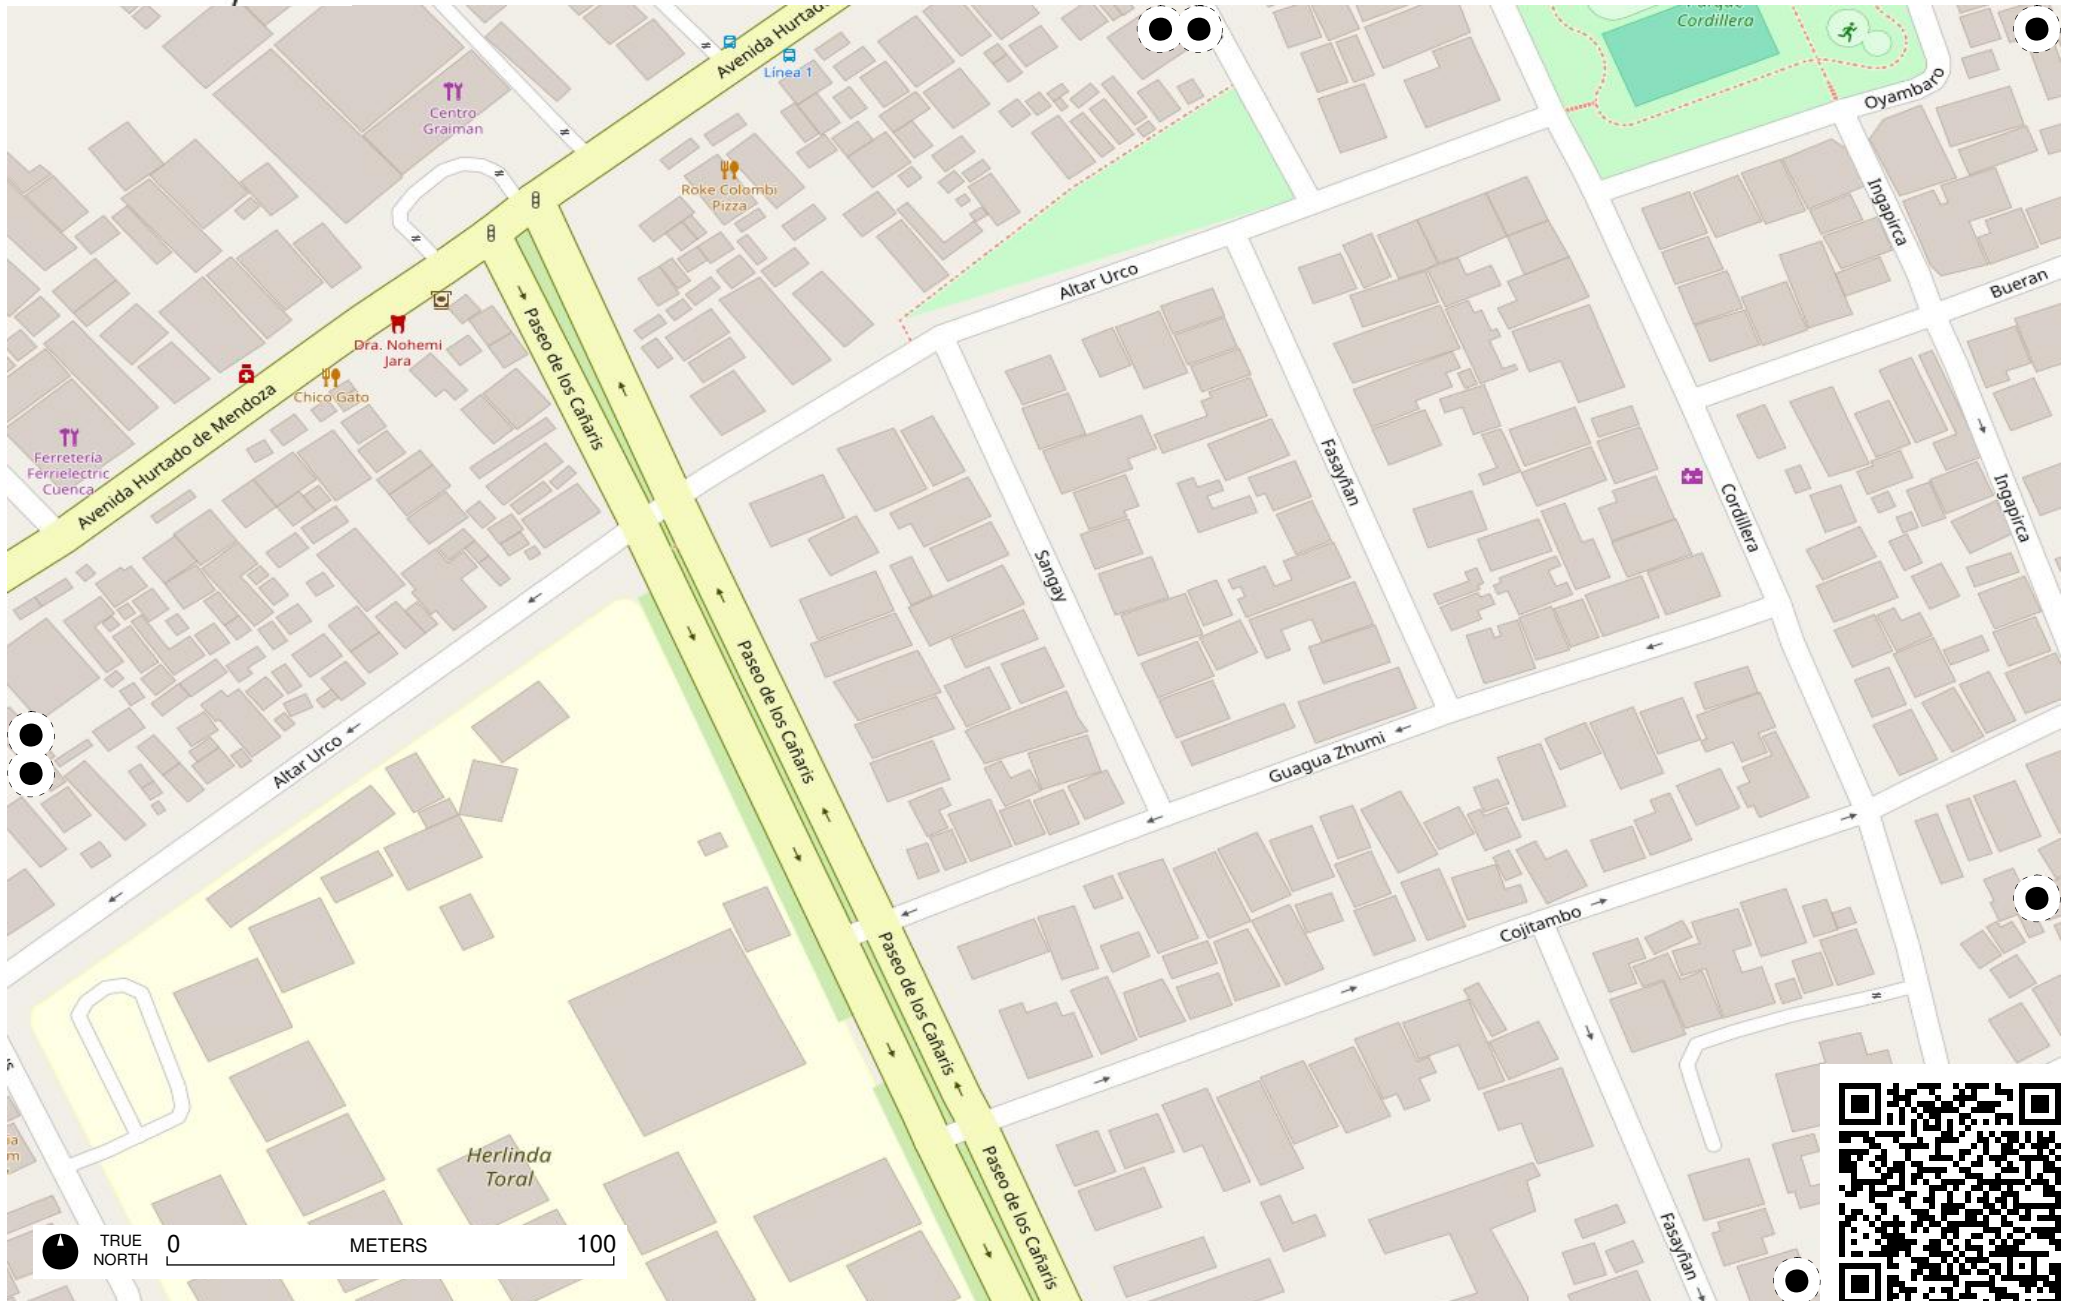 Parque
Cordillera
Avenida Hurtado
Línea 1
Centro
Graiman
Oyambaro
Roke Colombi
Pizza
Ingapirca
Altar Urco
Bueran
Paseo de los Cañaris
Dra. Nohemi
Jara
Chico Gato
Avenida Hurtado de Mendoza
Ferretería
Ferrielectric
Cuenca
Fasayñan
Cordillera
Ingapirca
Sangay
Paseo de los Cañaris
Altar Urco
Guagua Zhumi
Cojitambo
Paseo de los Cañaris
Herlinda
Toral
Paseo de los Cañaris
Fasayñan
ia
m
TRUE
NORTH
0 METERS 100